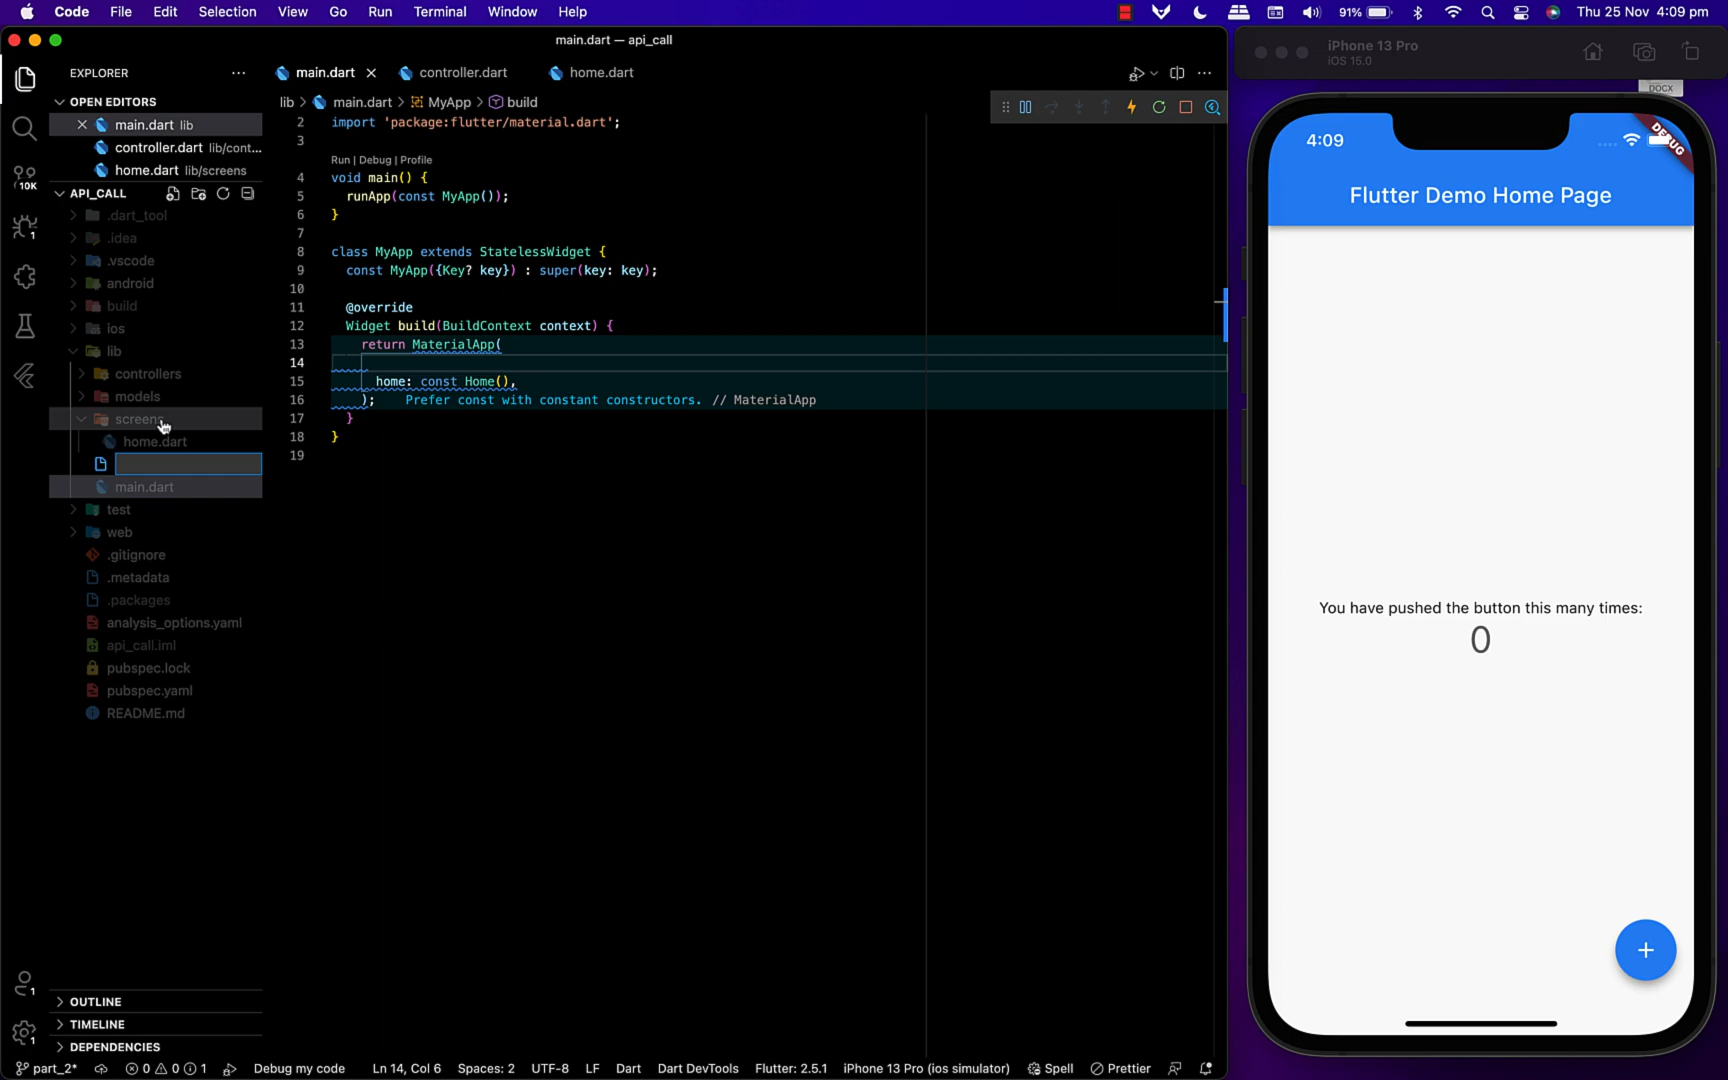 Code File Edit Selection View Go Run Terminal Window Help 91% Thu 25 Nov 4:09 pm
main.dart — api_call
EXPLORER
main.dart controller.dart home.dart
OPEN EDITORS
main.dart lib
controller.dart lib/cont...
home.dart lib/screens
10K
API_CALL
.dart_tool
.idea
1
.vscode
android
build
ios
lib
controllers
models
screens
home.dart
main.dart
test
web
.gitignore
.metadata
.packages
analysis_options.yaml
api_call.iml
pubspec.lock
pubspec.yaml
README.md
1
OUTLINE
TIMELINE
1
DEPENDENCIES
lib > main.dart > MyApp > build
2 import 'package:flutter/material.dart';
3
Run | Debug | Profile
4 void main() {
5 runApp(const MyApp());
6 }
7
8 class MyApp extends StatelessWidget {
9 const MyApp({Key? key}) : super(key: key);
10
11 @override
12 Widget build(BuildContext context) {
13 return MaterialApp(
14
15 home: const Home(),
16 ); Prefer const with constant constructors. // MaterialApp
17 }
18 }
19
part_2* 0 0 1 Debug my code Ln 14, Col 6 Spaces: 2 UTF-8 LF Dart Dart DevTools Flutter: 2.5.1 iPhone 13 Pro (ios simulator) Spell Prettier
iPhone 13 Pro
iOS 15.0
DOCX
4:09
DEBUG
Flutter Demo Home Page
You have pushed the button this many times:
0
+